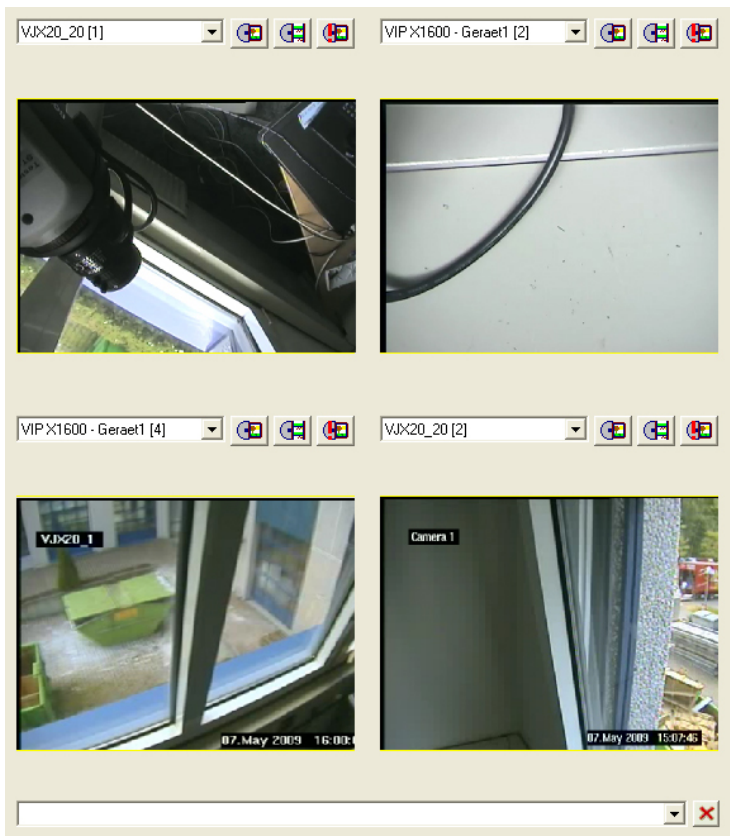 VJX20_20 [1]
VIP X1600 - Geraet1 [2]
VIP X1600 - Geraet1 [4]
VJX20_20 [2]
VJX20_1
Camera 1
07.May 2009 16:00:
07.May 2009 15:07:46